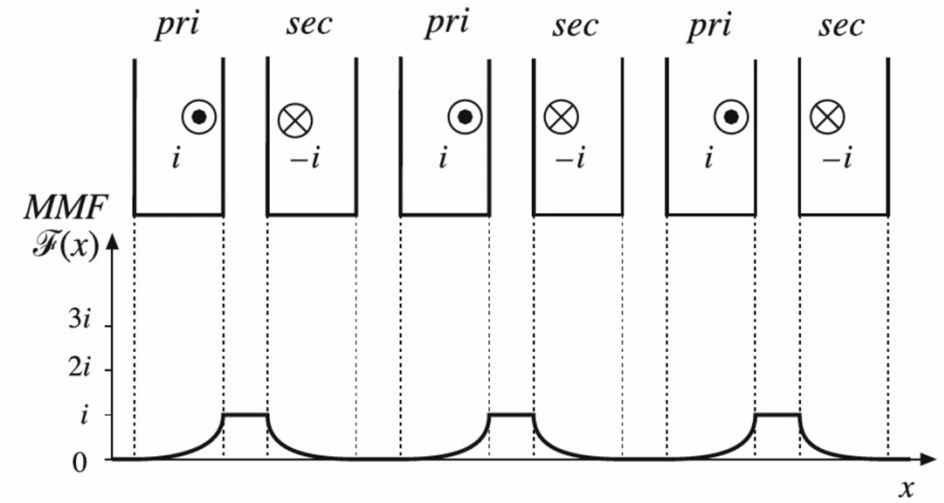 pri sec pri sec pri sec
i –i i –i i –i
MMF
ℱ(x)
3i
2i
i
0
x